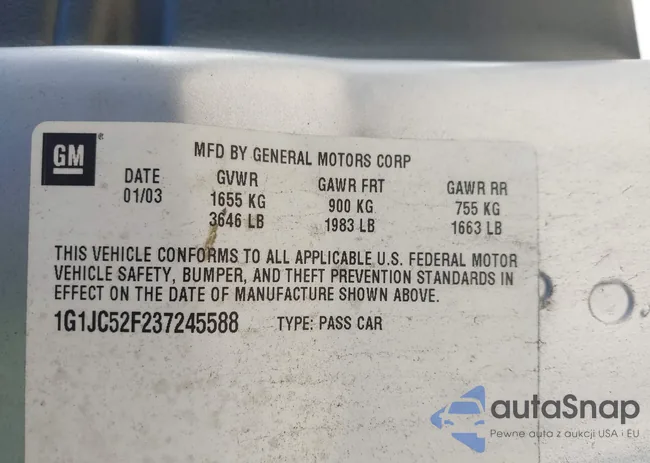 GM ®
MFD BY GENERAL MOTORS CORP
DATE GVWR GAWR FRT GAWR RR
01/03 1655 KG 900 KG 755 KG
3646 LB 1983 LB 1663 LB
THIS VEHICLE CONFORMS TO ALL APPLICABLE U.S. FEDERAL MOTOR
VEHICLE SAFETY, BUMPER, AND THEFT PREVENTION STANDARDS IN
EFFECT ON THE DATE OF MANUFACTURE SHOWN ABOVE.
1G1JC52F237245588 TYPE: PASS CAR
autaSnap
Pewne auta z aukcji USA i EU